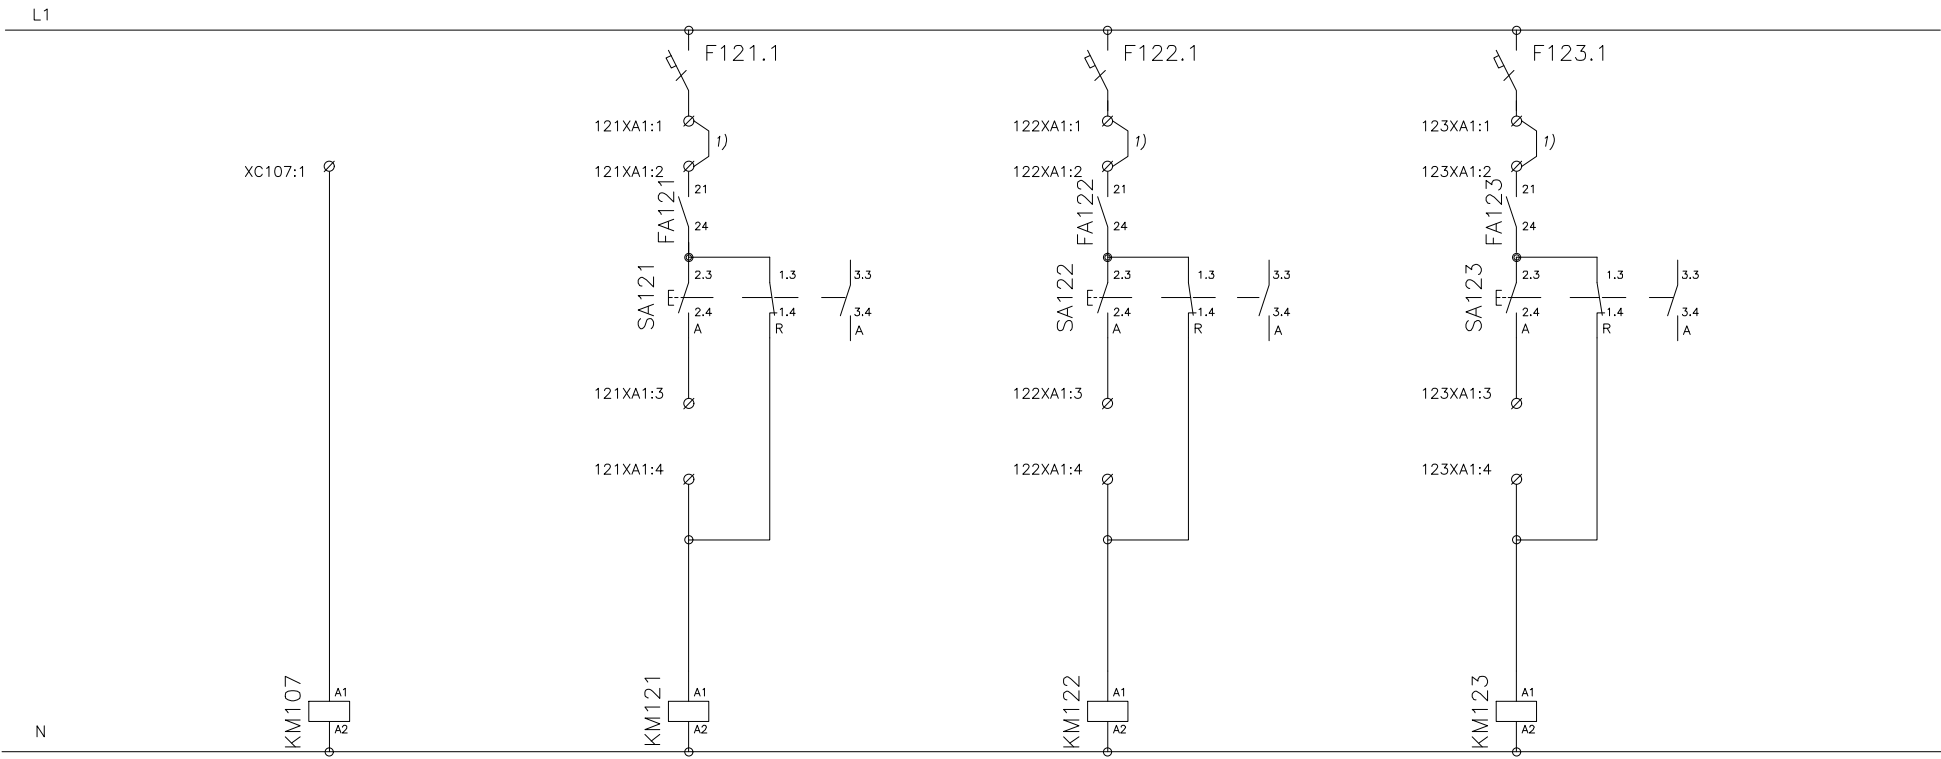 L1
F121.1
F122.1
F123.1
121XA1:1
1)
122XA1:1
1)
123XA1:1
1)
XC107:1
121XA1:2
122XA1:2
123XA1:2
21
21
21
FA121
FA122
FA123
24
24
24
SA121
2.3
1.3
3.3
SA122
2.3
1.3
3.3
SA123
2.3
1.3
3.3
2.4
1.4
3.4
2.4
1.4
3.4
2.4
1.4
3.4
A
R
A
A
R
A
A
R
A
121XA1:3
122XA1:3
123XA1:3
121XA1:4
122XA1:4
123XA1:4
KM107
A1
KM121
A1
KM122
A1
KM123
A1
N
A2
A2
A2
A2